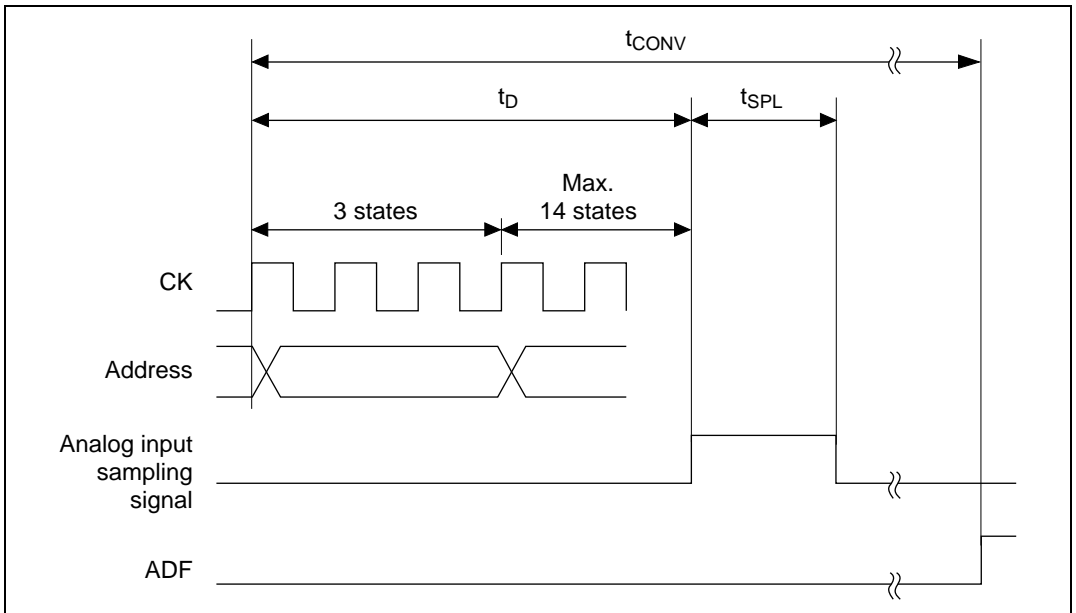 tCONV
tD
tSPL
Max.
3 states
14 states
CK
Address
Analog input
sampling
signal
ADF